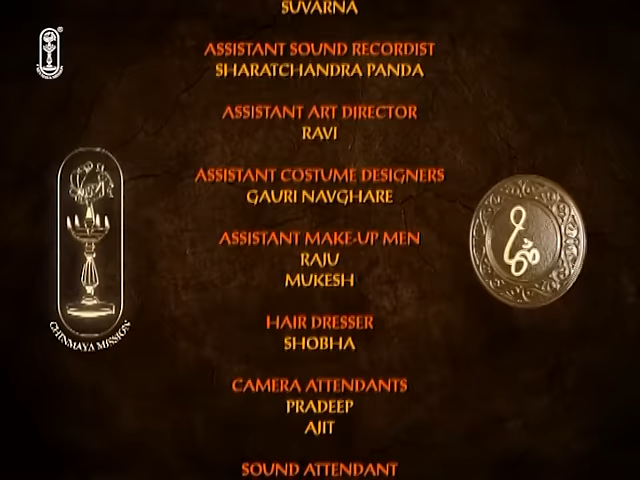 SUVARNA
ASSISTANT SOUND RECORDIST
SHARATCHANDRA PANDA
ASSISTANT ART DIRECTOR
RAVI
ASSISTANT COSTUME DESIGNERS
GAURI NAVGHARE
ASSISTANT MAKE-UP MEN
RAJU
MUKESH
HAIR DRESSER
SHOBHA
CAMERA ATTENDANTS
PRADEEP
AJIT
SOUND ATTENDANT
CHINMAYA MISSION